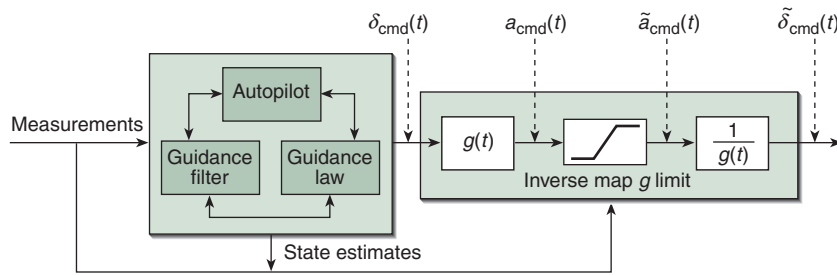 δcmd(t) acmd(t) ãcmd(t) δ̃cmd(t)
Measurements
Autopilot
Guidance filter
Guidance law
g(t)
1
g(t)
Inverse map g limit
State estimates